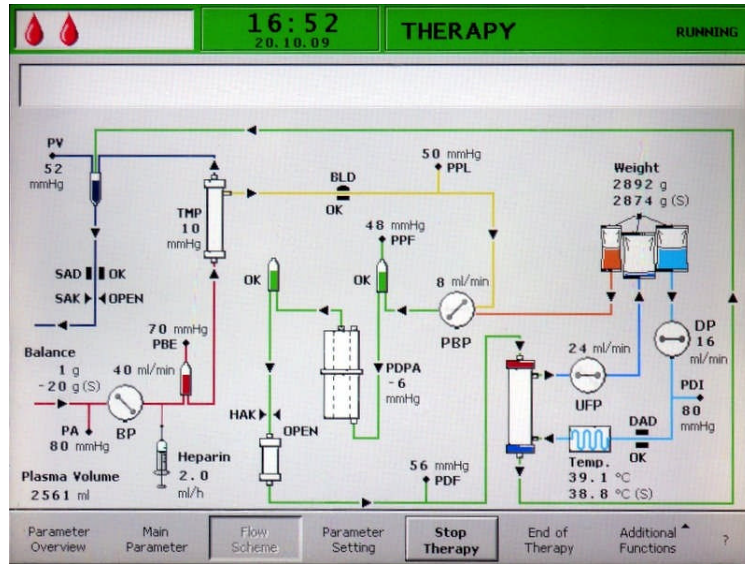 16:52
20.10.09
THERAPY
RUNNING
PV
52
mmHg
50 mmHg
PPL
BLD
OK
Weight
2892 g
2874 g (S)
TMP
10
mmHg
48 mmHg
PPF
SAD OK
SAK OPEN
OK
OK
8 ml/min
PBP
70 mmHg
PBE
DP
16
ml/min
Balance
1 g
-20 g (S)
40 ml/min
24 ml/min
PDPA
-6
mmHg
UFP
PDI
80
mmHg
PA
80 mmHg
BP
HAK
OPEN
DAD
OK
Heparin
2.0
ml/h
56 mmHg
PDF
Temp.
39.1 °C
38.8 °C (S)
Plasma Volume
2561 ml
Parameter
Overview
Main
Parameter
Flow
Scheme
Parameter
Setting
Stop
Therapy
End of
Therapy
Additional
Functions
?